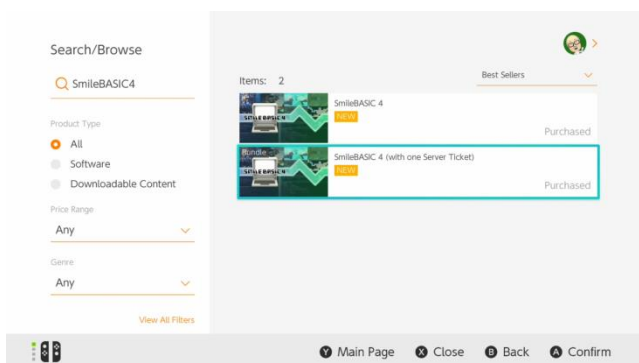 Search/Browse
SmileBASIC4
Product Type
All
Software
Downloadable Content
Price Range
Any
Genre
Any
View All Filters
Items: 2
Best Sellers
SMILEBASIC4
SmileBASIC 4
NEW
Purchased
Bundle
SMILEBASIC4
SmileBASIC 4 (with one Server Ticket)
NEW
Purchased
Y Main Page
X Close
B Back
A Confirm